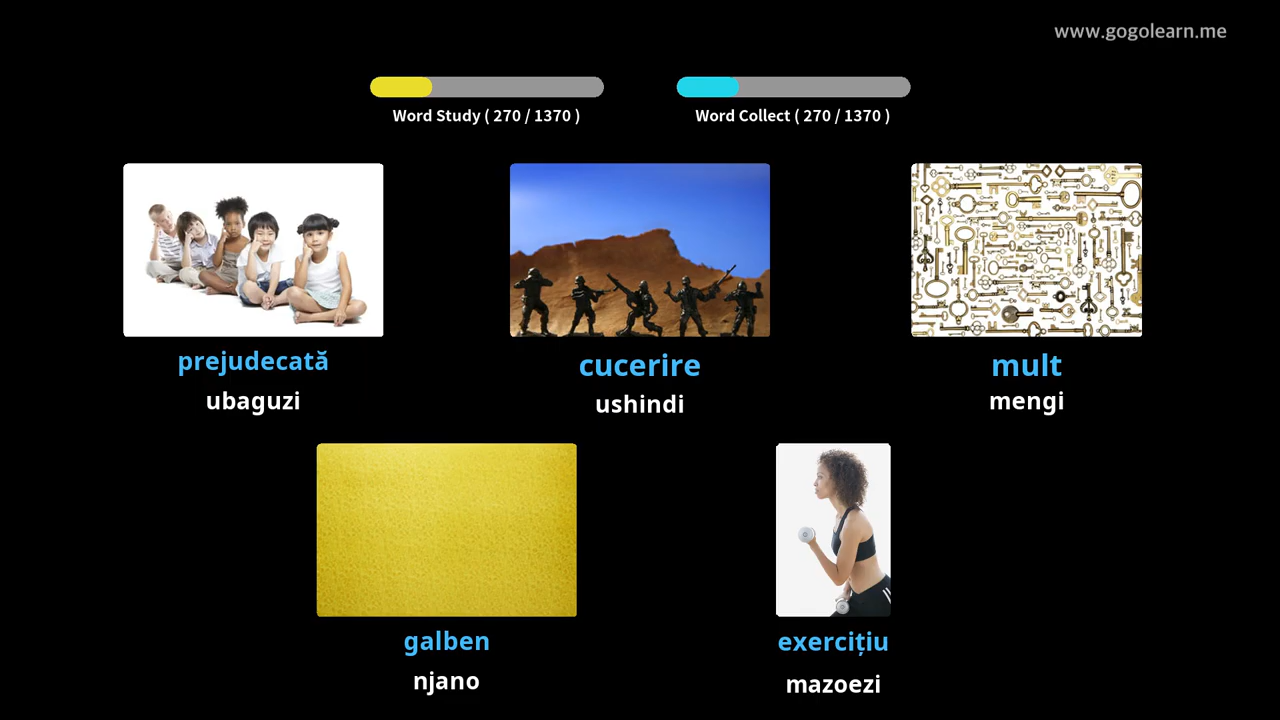 www.gogolearn.me
Word Study ( 270 / 1370 )
Word Collect ( 270 / 1370 )
prejudecată
ubaguzi
cucerire
ushindi
mult
mengi
galben
njano
exercițiu
mazoezi